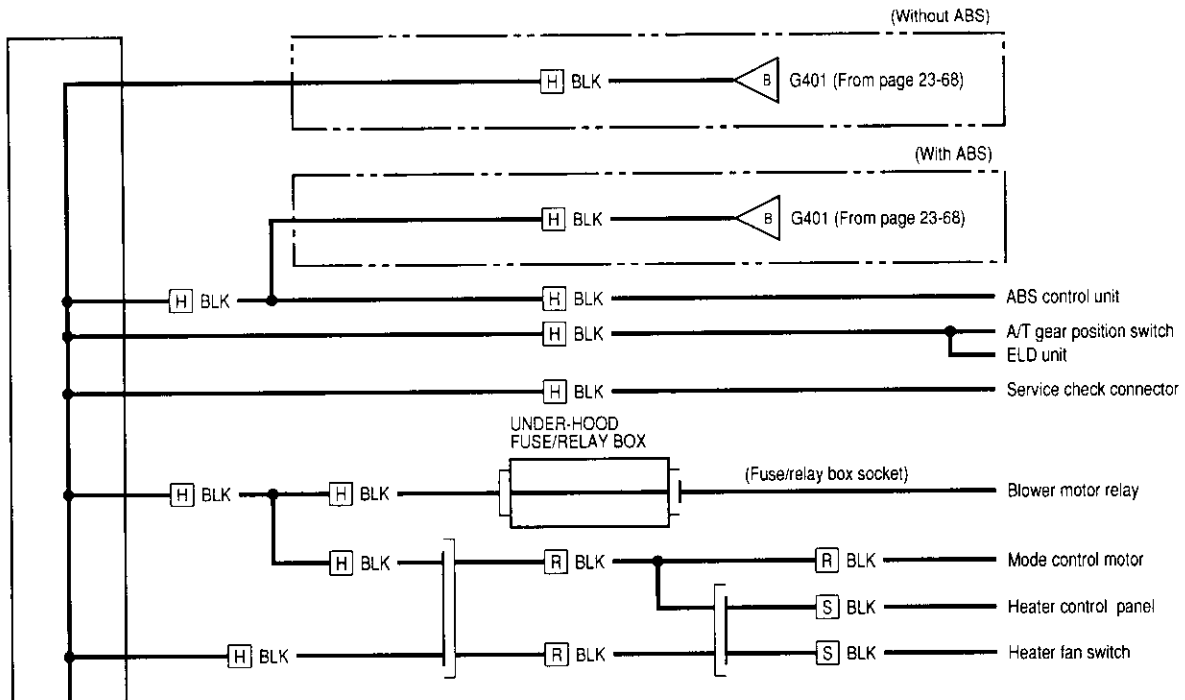 (Without ABS)
H BLK B G401 (From page 23-68)
(With ABS)
H BLK B G401 (From page 23-68)
H BLK H BLK ABS control unit
H BLK A/T gear position switch
ELD unit
H BLK Service check connector
UNDER-HOOD
FUSE/RELAY BOX
(Fuse/relay box socket)
H BLK H BLK Blower motor relay
H BLK R BLK R BLK Mode control motor
S BLK Heater control panel
H BLK R BLK S BLK Heater fan switch